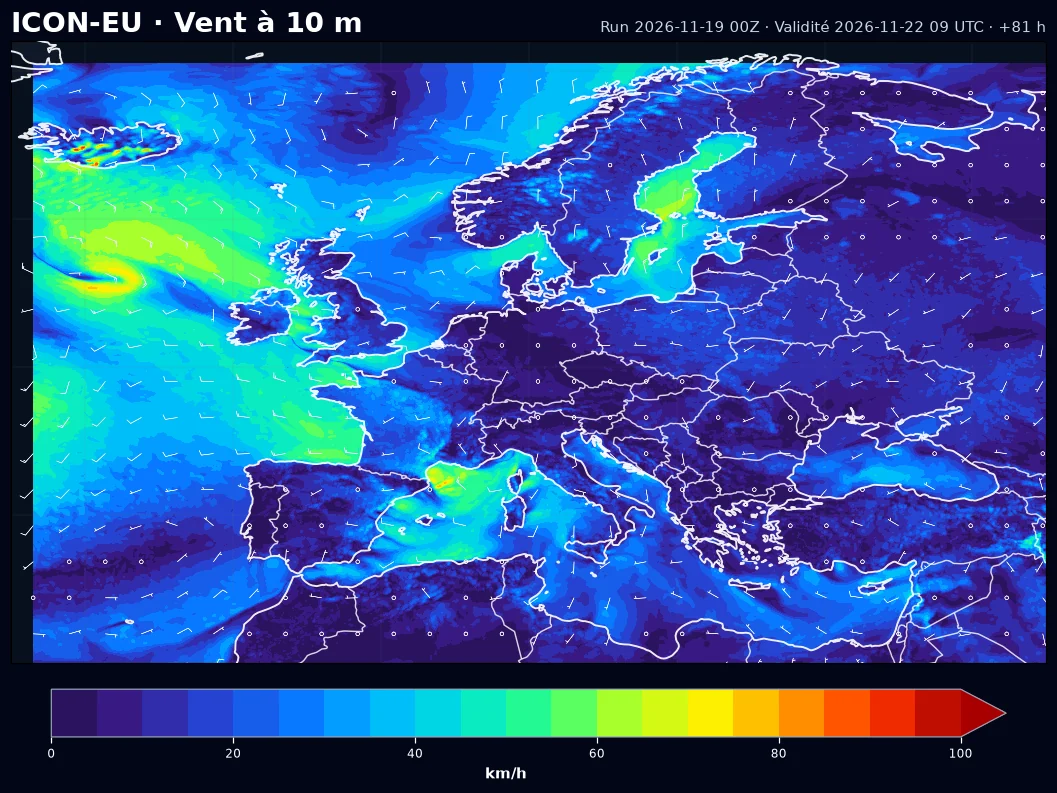 ICON-EU · Vent à 10 m
Run 2026-11-19 00Z · Validité 2026-11-22 09 UTC · +81 h
0 20 40 60 80 100
km/h